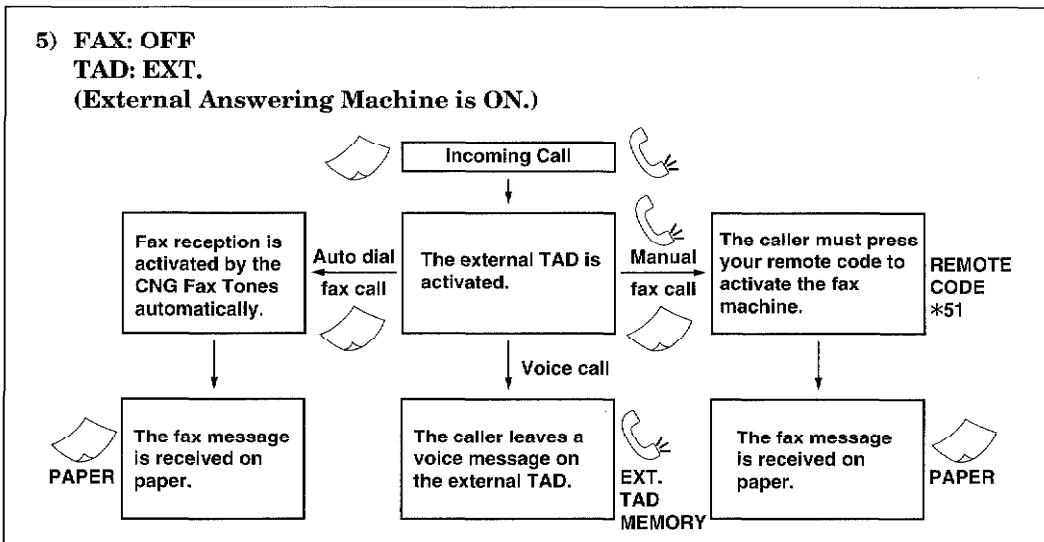 5) FAX: OFF
TAD: EXT.
(External Answering Machine is ON.)
Incoming Call
Fax reception is
activated by the
CNG Fax Tones
automatically.
Auto dial
fax call
The external TAD is
activated.
Manual
fax call
The caller must press
your remote code to
activate the fax
machine.
REMOTE
CODE
*51
Voice call
PAPER
The fax message
is received on
paper.
The caller leaves a
voice message on
the external TAD.
EXT.
TAD
MEMORY
The fax message
is received on
paper.
PAPER